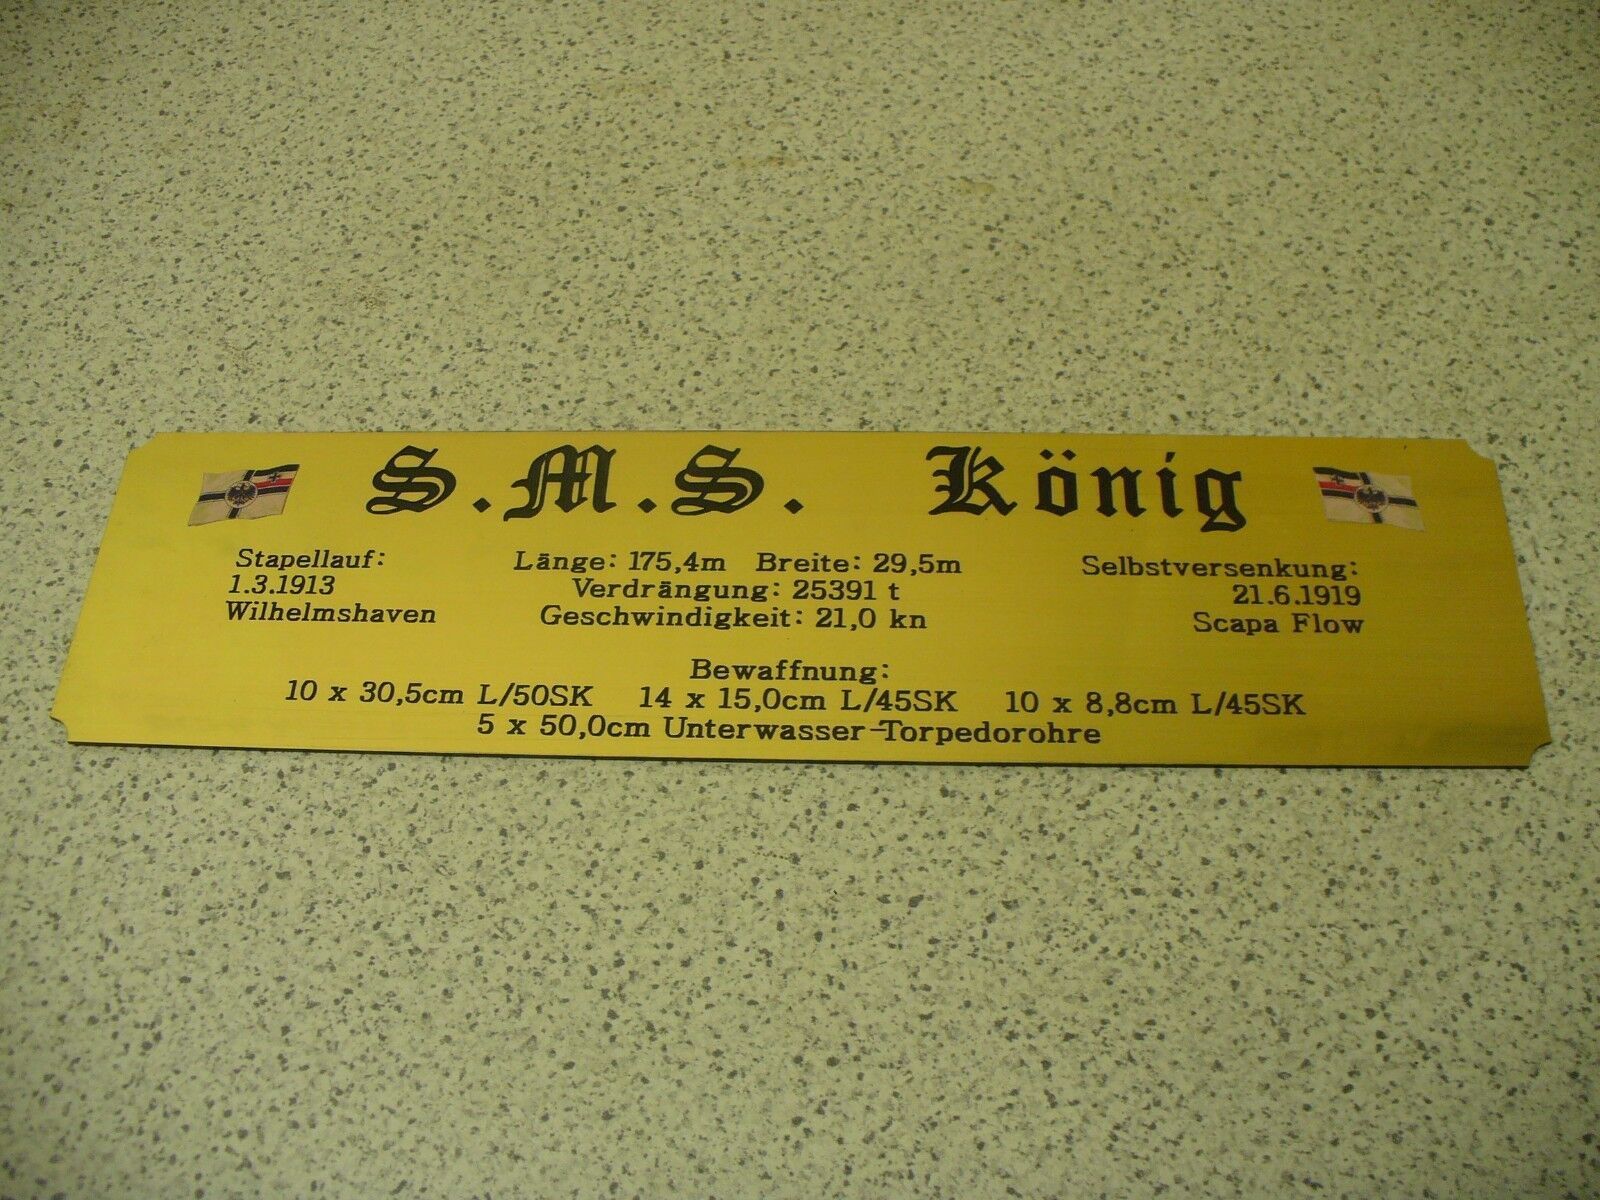 S.M.S. König
Stapellauf:
1.3.1913
Wilhelmshaven
Länge: 175,4m Breite: 29,5m
Verdrängung: 25391 t
Geschwindigkeit: 21,0 kn
Selbstversenkung:
21.6.1919
Scapa Flow
Bewaffnung:
10 x 30,5cm L/50SK 14 x 15,0cm L/45SK 10 x 8,8cm L/45SK
5 x 50,0cm Unterwasser-Torpedorohre